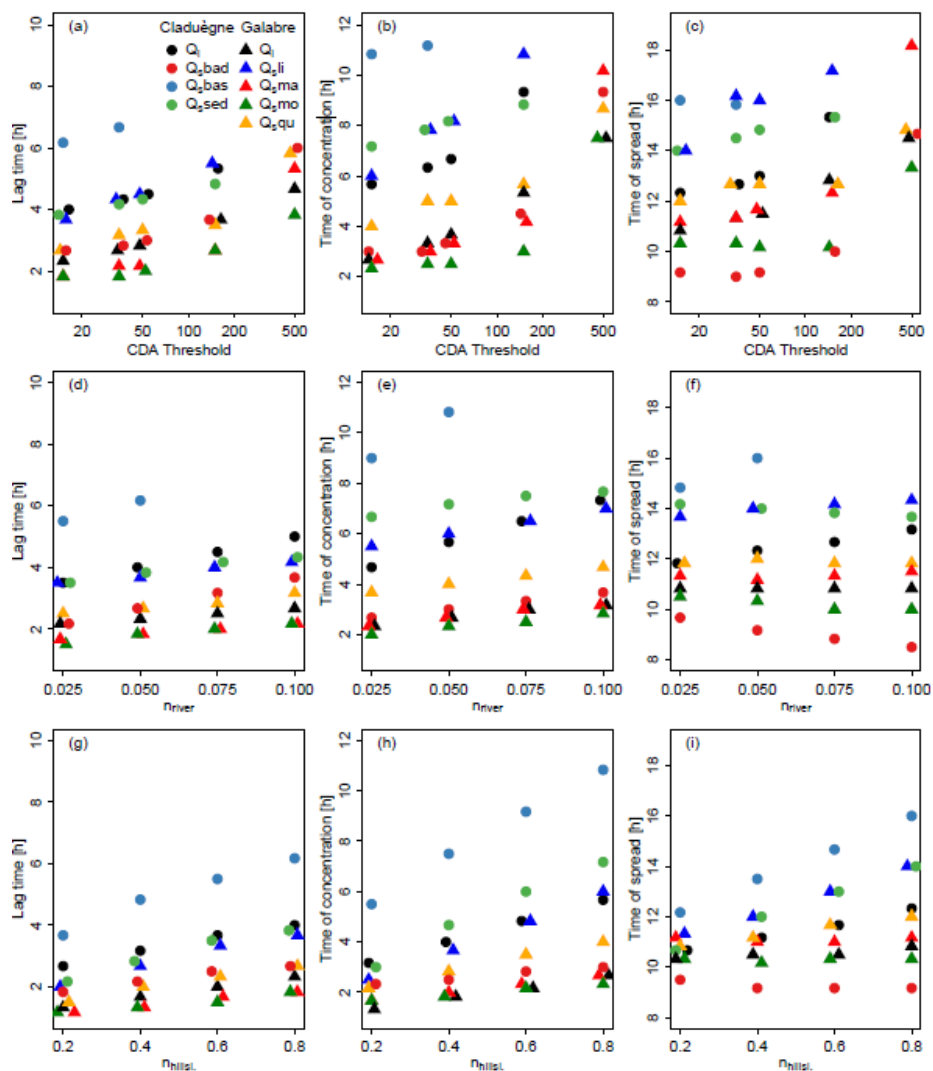 (a)
Claduègne Galabre
Ql Ql
Qsbad Qsli
Qsbas Qsma
Qssed Qsmo
Qsqu
Lag time [h]
2 4 6 8 10
20 50 100 200 500
CDA Threshold
(b)
Time of concentration [h]
2 4 6 8 10 12
20 50 100 200 500
CDA Threshold
(c)
Time of spread [h]
8 10 12 14 16 18
20 50 100 200 500
CDA Threshold
(d)
Lag time [h]
2 4 6 8 10
0.025 0.050 0.075 0.100
nriver
(e)
Time of concentration [h]
2 4 6 8 10 12
0.025 0.050 0.075 0.100
nriver
(f)
Time of spread [h]
8 10 12 14 16 18
0.025 0.050 0.075 0.100
nriver
(g)
Lag time [h]
2 4 6 8 10
0.2 0.4 0.6 0.8
nhillsl.
(h)
Time of concentration [h]
2 4 6 8 10 12
0.2 0.4 0.6 0.8
nhillsl.
(i)
Time of spread [h]
8 10 12 14 16 18
0.2 0.4 0.6 0.8
nhillsl.